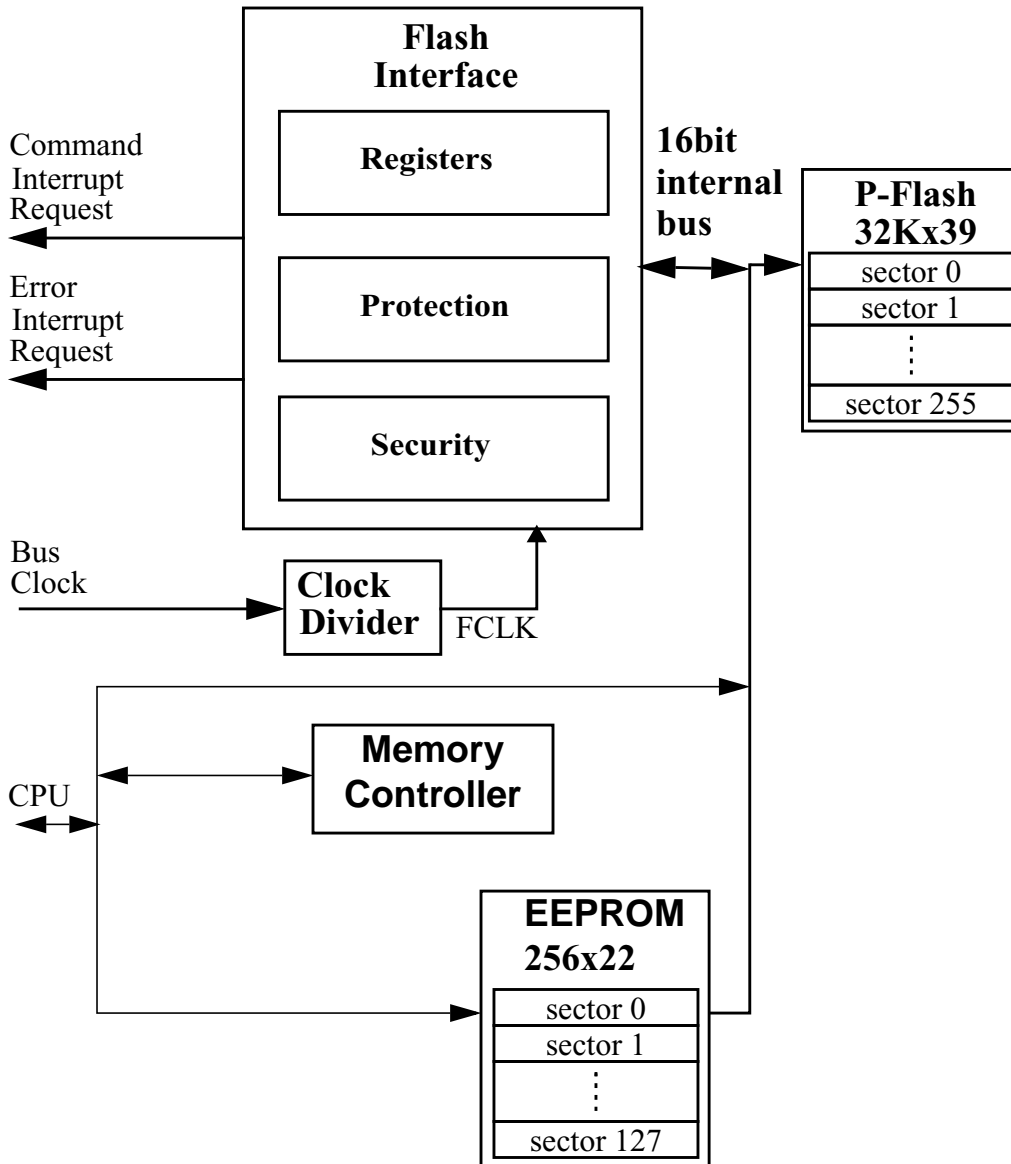 Flash
Interface
Registers
Protection
Security
Command
Interrupt
Request
Error
Interrupt
Request
16bit
internal
bus
P-Flash
32Kx39
sector 0
sector 1
sector 255
Bus
Clock
Clock
Divider
FCLK
Memory
Controller
CPU
EEPROM
256x22
sector 0
sector 1
sector 127